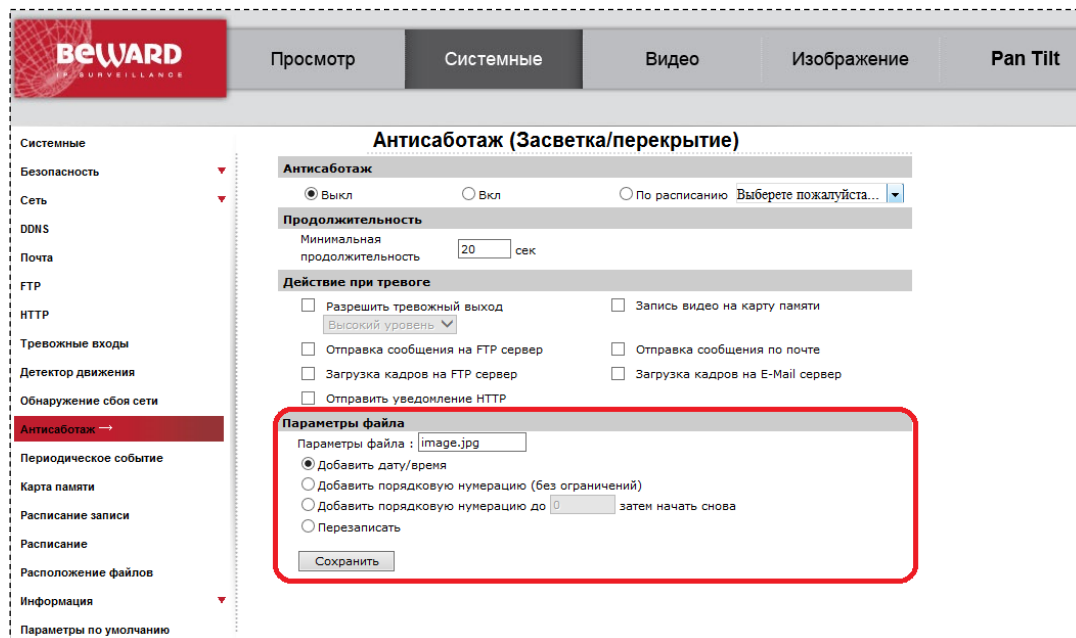 BEWARD
IP SURVEILLANCE
Просмотр
Системные
Видео
Изображение
Pan Tilt
Системные
Безопасность
Сеть
DDNS
Почта
FTP
HTTP
Тревожные входы
Детектор движения
Обнаружение сбоя сети
Антисаботаж →
Периодическое событие
Карта памяти
Расписание записи
Расписание
Расположение файлов
Информация
Параметры по умолчанию
Антисаботаж (Засветка/перекрытие)
Антисаботаж
Выкл
Вкл
По расписанию Выберете пожалуйста...
Продолжительность
Минимальная
продолжительность 20 сек
Действие при тревоге
Разрешить тревожный выход
Запись видео на карту памяти
Высокий уровень
Отправка сообщения на FTP сервер
Отправка сообщения по почте
Загрузка кадров на FTP сервер
Загрузка кадров на E-Mail сервер
Отправить уведомление HTTP
Параметры файла
Параметры файла : image.jpg
Добавить дату/время
Добавить порядковую нумерацию (без ограничений)
Добавить порядковую нумерацию до 0 затем начать снова
Перезаписать
Сохранить